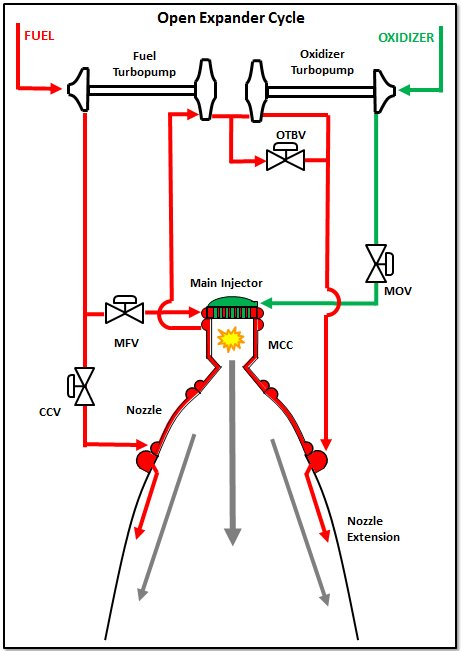 Open Expander Cycle
FUEL
OXIDIZER
Fuel
Turbopump
Oxidizer
Turbopump
OTBV
Main Injector
MOV
MFV
MCC
CCV
Nozzle
Nozzle
Extension